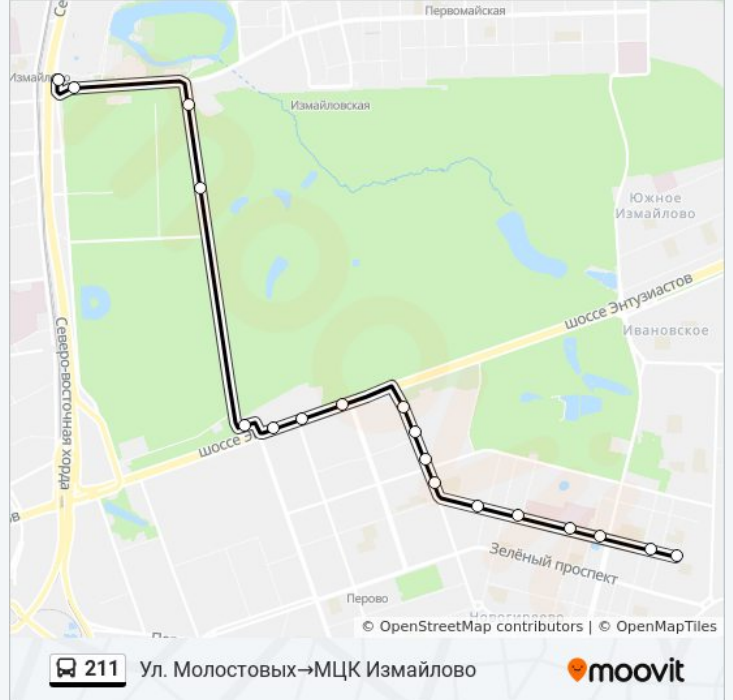 Первомайская
Измайл
Измайловская
Южное
Измайлово
шоссе Энтузиастов
Ивановское
Северо-восточная хорда
шоссе Э
Зелёный проспект
Перово
© OpenStreetMap contributors | © OpenMapTiles
211 Ул. Молостовых→МЦК Измайлово
moovit